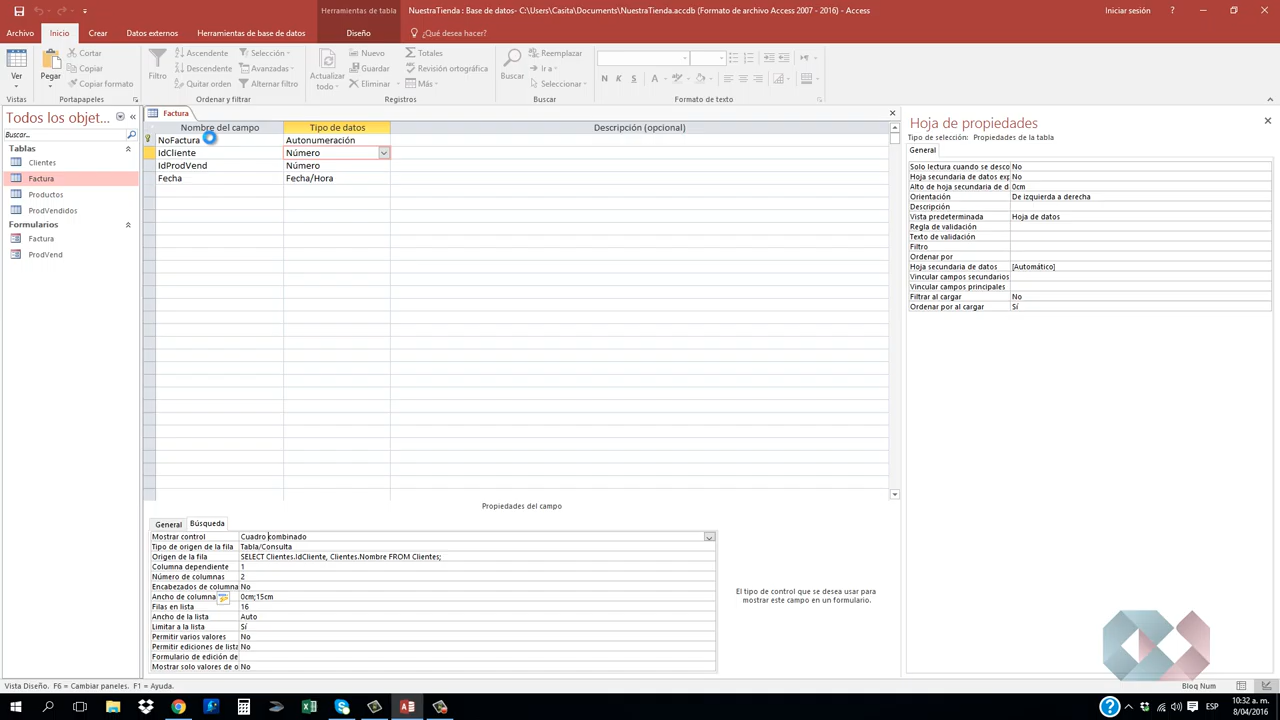 Herramientas de tabla
NuestraTienda : Base de datos- C:\Users\Casita\Documents\NuestraTienda.accdb (Formato de archivo Access 2007 - 2016) - Access
Iniciar sesión
Archivo Inicio Crear Datos externos Herramientas de base de datos Diseño ¿Qué desea hacer?
Ver
Vistas
Pegar
Cortar
Copiar
Copiar formato
Portapapeles
Filtro
Ascendente
Descendente
Quitar orden
Selección
Avanzadas
Alternar filtro
Ordenar y filtrar
Actualizar
todo
Nuevo
Guardar
Eliminar
Totales
Revisión ortográfica
Más
Registros
Buscar
Reemplazar
Ir a
Seleccionar
Buscar
N K S
Formato de texto
Todos los objet...
Buscar...
Tablas
Clientes
Factura
Productos
ProdVendidos
Formularios
Factura
ProdVend
Factura
Nombre del campo Tipo de datos Descripción (opcional)
NoFactura Autonumeración
IdCliente Número
IdProdVend Número
Fecha Fecha/Hora
Propiedades del campo
General Búsqueda
Mostrar control Cuadro combinado
Tipo de origen de la fila Tabla/Consulta
Origen de la fila SELECT Clientes.IdCliente, Clientes.Nombre FROM Clientes;
Columna dependiente 1
Número de columnas 2
Encabezados de columna No
Ancho de column 0cm;15cm
Filas en lista 16
Ancho de la lista Auto
Limitar a la lista Sí
Permitir varios valores No
Permitir ediciones de lista No
Formulario de edición de
Mostrar solo valores de o No
El tipo de control que se desea usar para
mostrar este campo en un formulario.
Hoja de propiedades
Tipo de selección: Propiedades de la tabla
General
Solo lectura cuando se desco No
Hoja secundaria de datos exp No
Alto de hoja secundaria de d 0cm
Orientación De izquierda a derecha
Descripción
Vista predeterminada Hoja de datos
Regla de validación
Texto de validación
Filtro
Ordenar por
Hoja secundaria de datos [Automático]
Vincular campos secundarios
Vincular campos principales
Filtrar al cargar No
Ordenar por al cargar Sí
Vista Diseño. F6 = Cambiar paneles. F1 = Ayuda.
Bloq Num
ESP
10:32 a. m.
8/04/2016